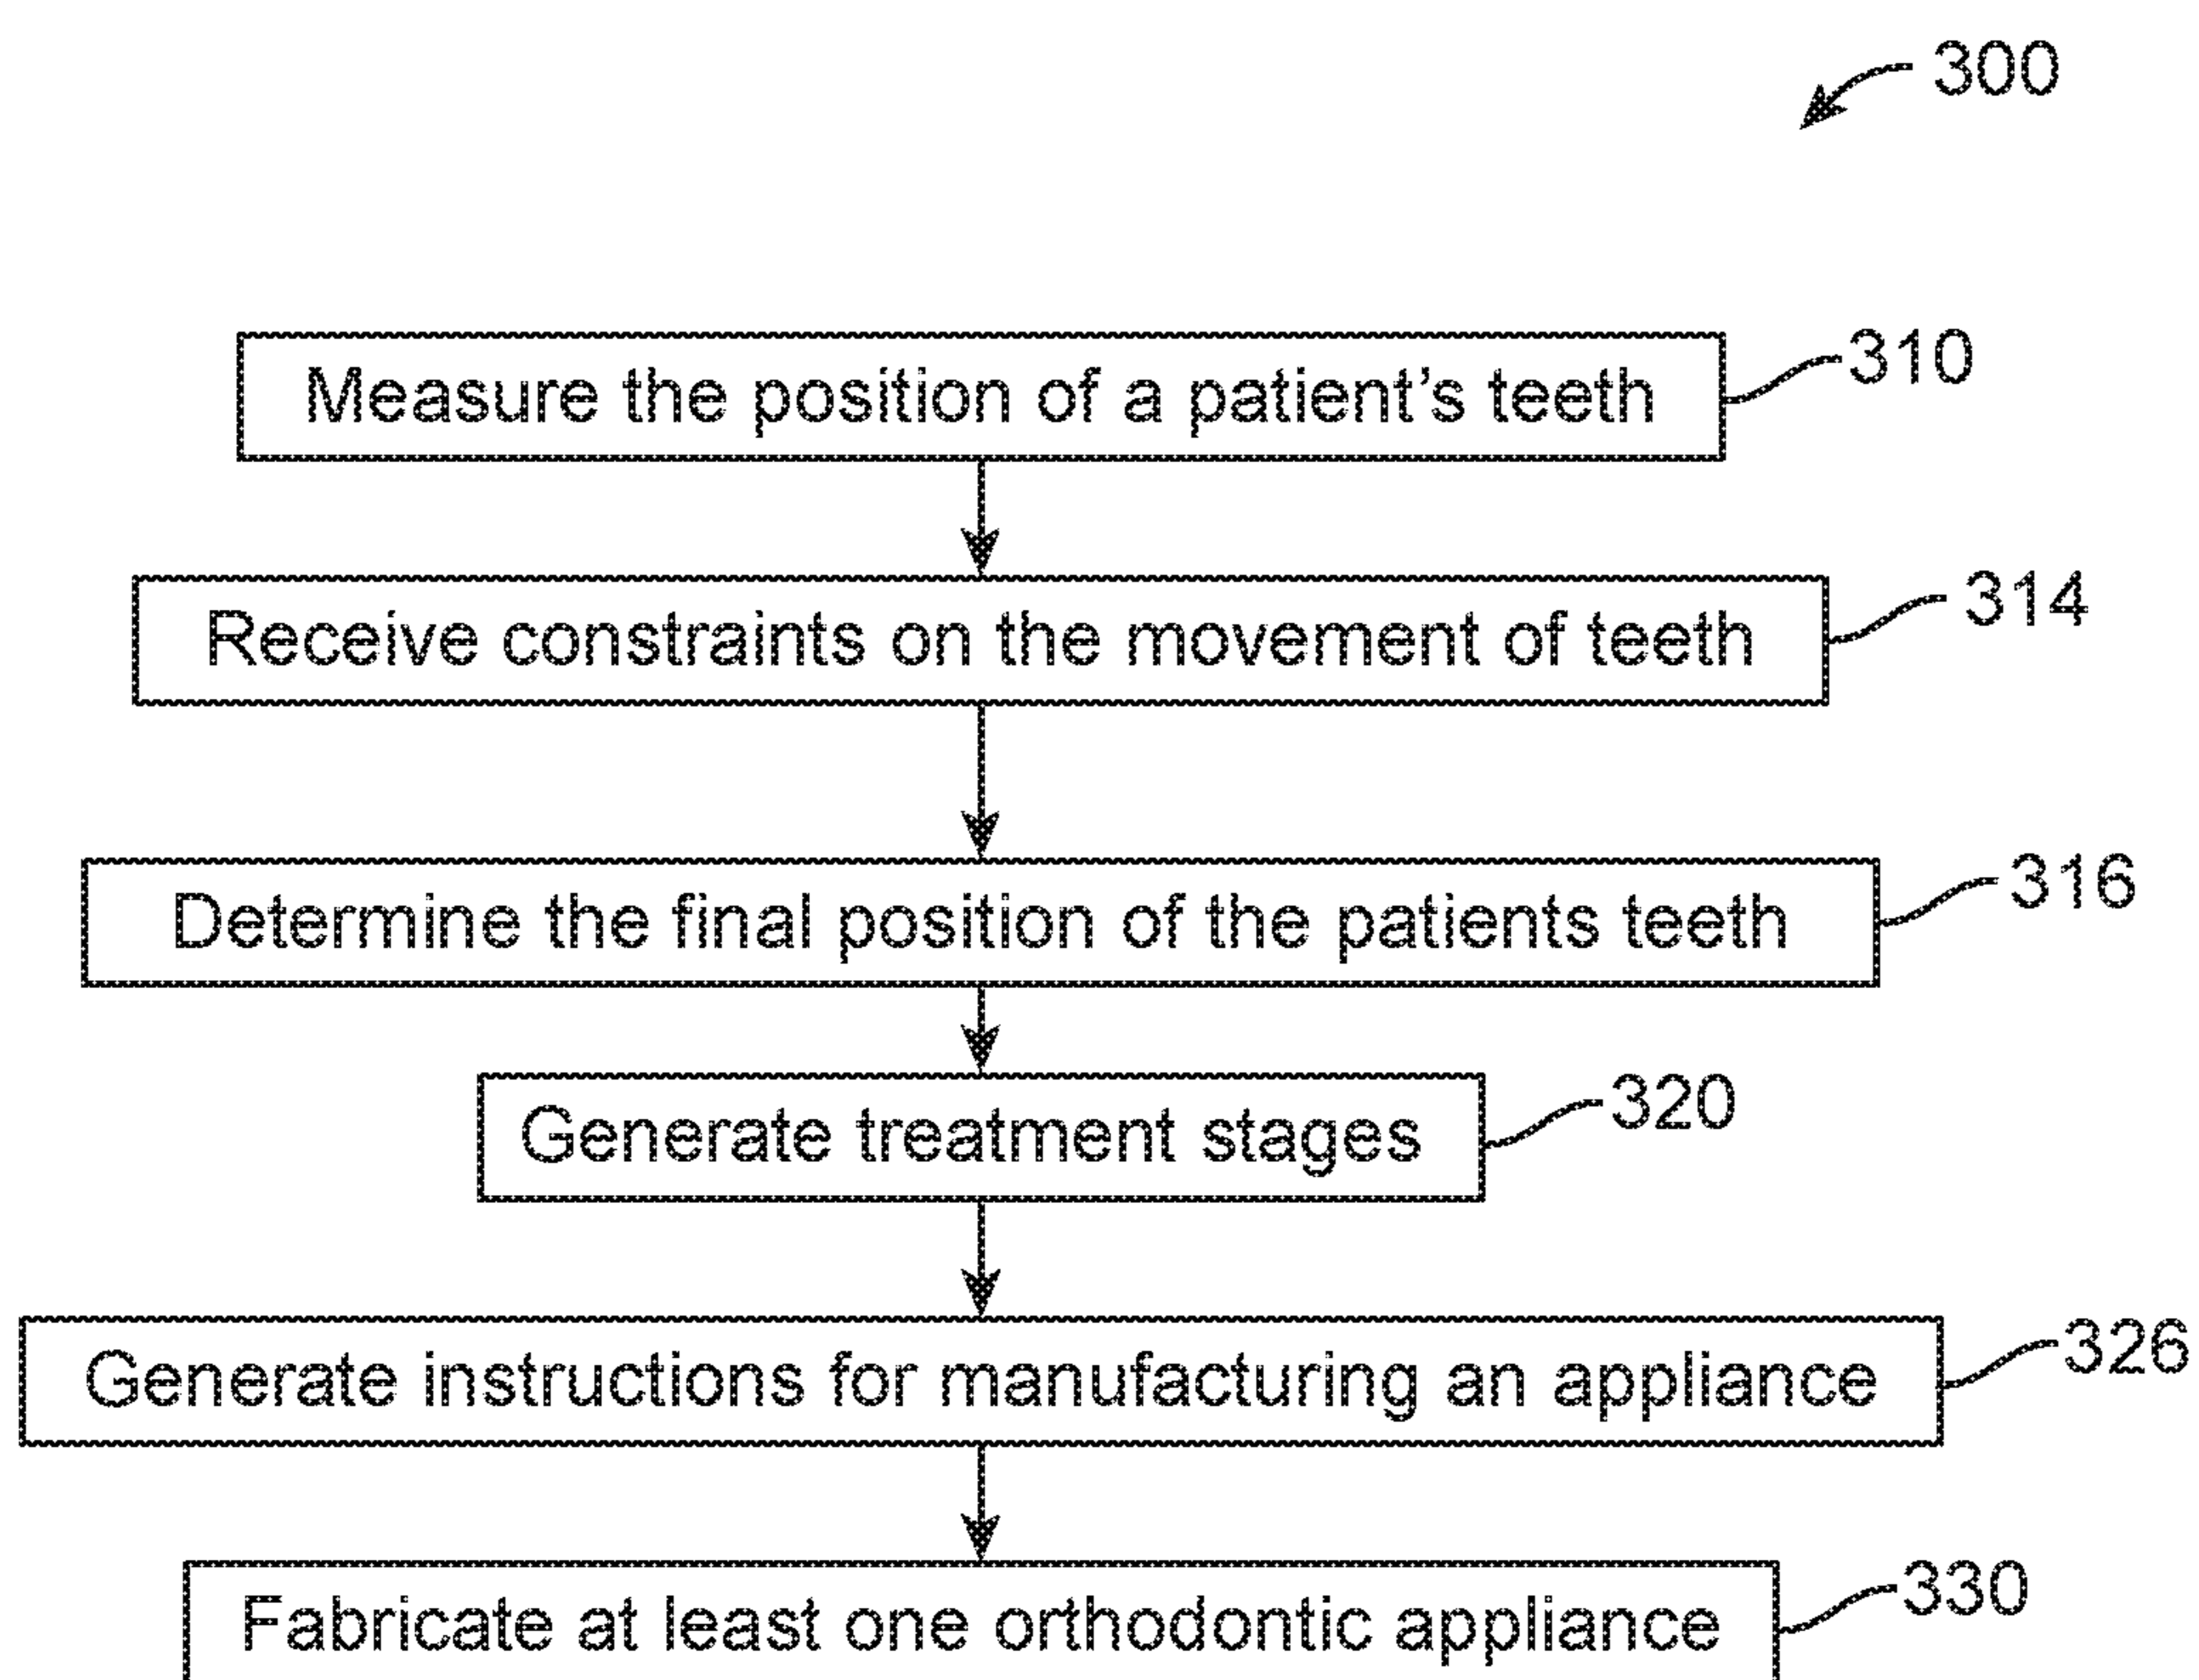 300
Measure the position of a patient's teeth
310
Receive constraints on the movement of teeth
314
Determine the final position of the patients teeth
316
Generate treatment stages
320
Generate instructions for manufacturing an appliance
326
Fabricate at least one orthodontic appliance
330